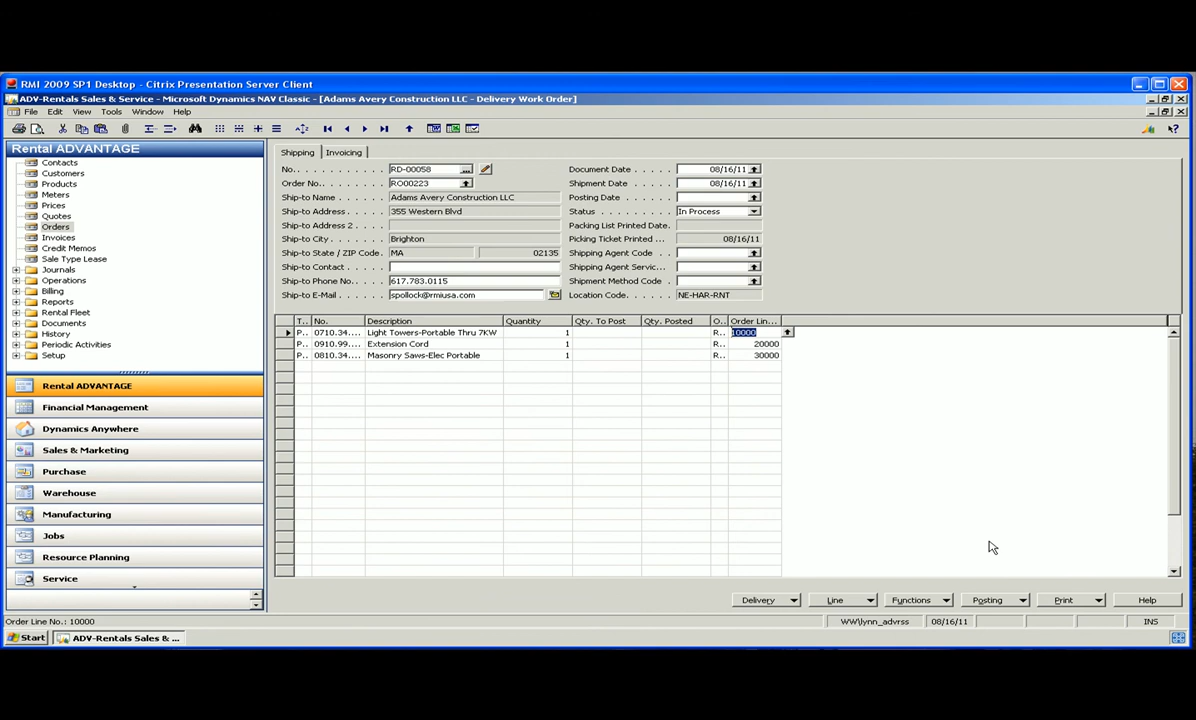 RMI 2009 SP1 Desktop - Citrix Presentation Server Client
ADV-Rentals Sales & Service - Microsoft Dynamics NAV Classic - [Adams Avery Construction LLC - Delivery Work Order]
File Edit View Tools Window Help
Rental ADVANTAGE
Contacts
Customers
Products
Meters
Prices
Quotes
Orders
Invoices
Credit Memos
Sale Type Lease
Journals
Operations
Billing
Reports
Rental Fleet
Documents
History
Periodic Activities
Setup
Rental ADVANTAGE
Financial Management
Dynamics Anywhere
Sales & Marketing
Purchase
Warehouse
Manufacturing
Jobs
Resource Planning
Service
Shipping Invoicing
No. . . . . . . . . . . . RD-00058 ... Document Date . . . . . 08/16/11
Order No. . . . . . . . . RO00223 Shipment Date . . . . . 08/16/11
Ship-to Name . . . . . . . Adams Avery Construction LLC Posting Date . . . . . .
Ship-to Address . . . . . 355 Western Blvd Status . . . . . . . . . In Process
Ship-to Address 2 . . . . Packing List Printed Date.
Ship-to City . . . . . . . Brighton Picking Ticket Printed ... 08/16/11
Ship-to State / ZIP Code . MA 02135 Shipping Agent Code . .
Ship-to Contact . . . . . Shipping Agent Servic...
Ship-to Phone No. . . . . 617.783.0115 Shipment Method Code .
Ship-to E-Mail . . . . . . spollock@rmiusa.com Location Code. . . . . . NE-HAR-RNT
T.. No. Description Quantity Qty. To Post Qty. Posted O.. Order Lin...
P.. 0710.34.... Light Towers-Portable Thru 7KW 1 R.. 10000
P.. 0910.99.... Extension Cord 1 R.. 20000
P.. 0810.34.... Masonry Saws-Elec Portable 1 R.. 30000
Delivery Line Functions Posting Print Help
Order Line No.: 10000 WW\lynn_advrss 08/16/11 INS
Start ADV-Rentals Sales & ...